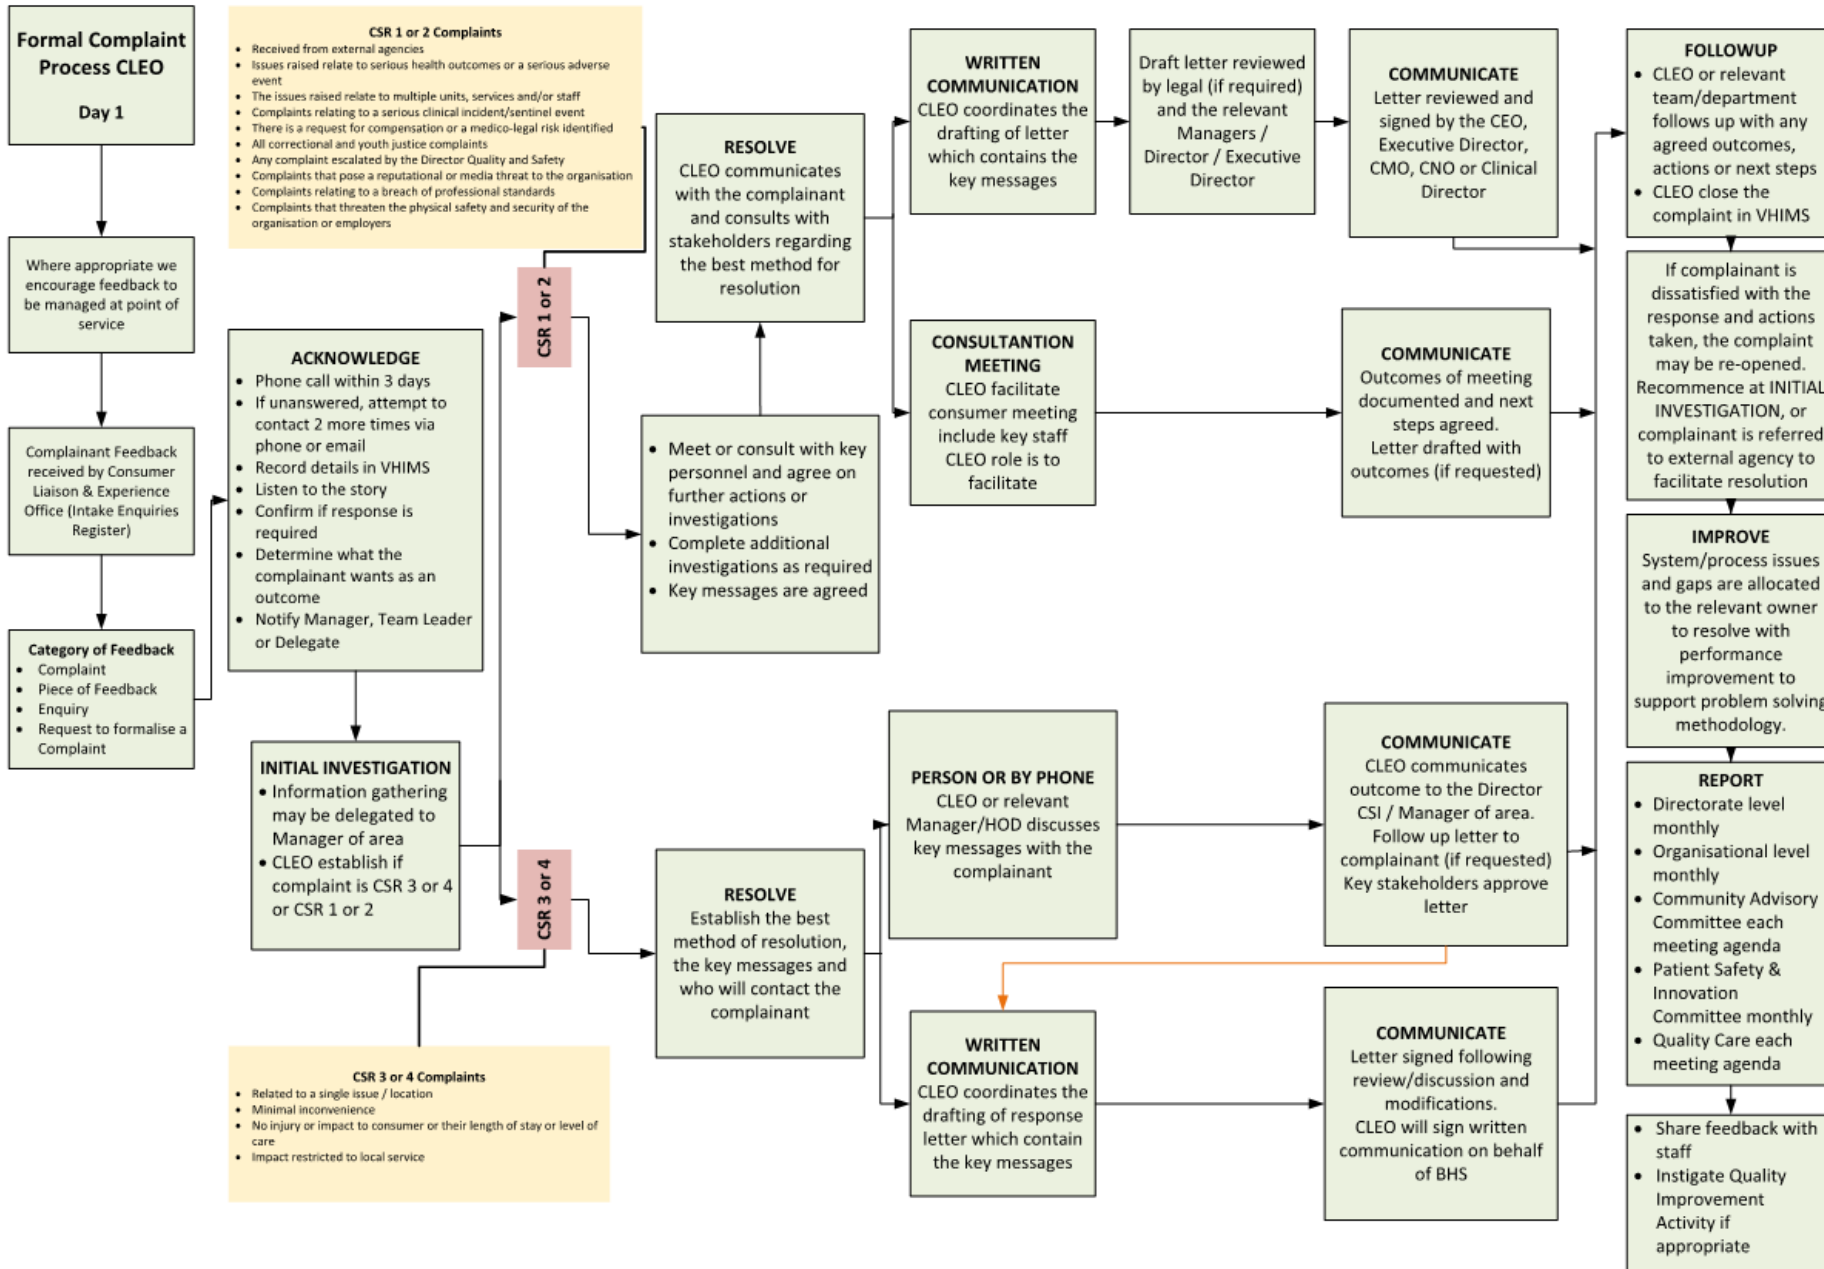 Formal Complaint
Process CLEO
Day 1
Where appropriate we
encourage feedback to
be managed at point of
service
Complainant Feedback
received by Consumer
Liaison & Experience
Office (Intake Enquiries
Register)
Category of Feedback
• Complaint
• Piece of Feedback
• Enquiry
• Request to formalise a
Complaint
CSR 1 or 2 Complaints
• Received from external agencies
• Issues raised relate to serious health outcomes or a serious adverse
event
• The issues raised relate to multiple units, services and/or staff
• Complaints relating to a serious clinical incident/sentinel event
• There is a request for compensation or a medico-legal risk identified
• All correctional and youth justice complaints
• Any complaint escalated by the Director Quality and Safety
• Complaints that pose a reputational or media threat to the organisation
• Complaints relating to a breach of professional standards
• Complaints that threaten the physical safety and security of the
organisation or employers
ACKNOWLEDGE
• Phone call within 3 days
• If unanswered, attempt to
contact 2 more times via
phone or email
• Record details in VHIMS
• Listen to the story
• Confirm if response is
required
• Determine what the
complainant wants as an
outcome
• Notify Manager, Team Leader
or Delegate
INITIAL INVESTIGATION
• Information gathering
may be delegated to
Manager of area
• CLEO establish if
complaint is CSR 3 or 4
or CSR 1 or 2
CSR 3 or 4 Complaints
• Related to a single issue / location
• Minimal inconvenience
• No injury or impact to consumer or their length of stay or level of
care
• Impact restricted to local service
CSR 1 or 2
CSR 3 or 4
RESOLVE
CLEO communicates
with the complainant
and consults with
stakeholders regarding
the best method for
resolution
• Meet or consult with key
personnel and agree on
further actions or
investigations
• Complete additional
investigations as required
• Key messages are agreed
RESOLVE
Establish the best
method of resolution,
the key messages and
who will contact the
complainant
WRITTEN
COMMUNICATION
CLEO coordinates the
drafting of letter
which contains the
key messages
Draft letter reviewed
by legal (if required)
and the relevant
Managers /
Director / Executive
Director
COMMUNICATE
Letter reviewed and
signed by the CEO,
Executive Director,
CMO, CNO or Clinical
Director
CONSULTANTION
MEETING
CLEO facilitate
consumer meeting
include key staff
CLEO role is to
facilitate
COMMUNICATE
Outcomes of meeting
documented and next
steps agreed.
Letter drafted with
outcomes (if requested)
PERSON OR BY PHONE
CLEO or relevant
Manager/HOD discusses
key messages with the
complainant
COMMUNICATE
CLEO communicates
outcome to the Director
CSI / Manager of area.
Follow up letter to
complainant (if requested)
Key stakeholders approve
letter
WRITTEN
COMMUNICATION
CLEO coordinates the
drafting of response
letter which contain
the key messages
COMMUNICATE
Letter signed following
review/discussion and
modifications.
CLEO will sign written
communication on behalf
of BHS
FOLLOWUP
• CLEO or relevant
team/department
follows up with any
agreed outcomes,
actions or next steps
• CLEO close the
complaint in VHIMS
If complainant is
dissatisfied with the
response and actions
taken, the complaint
may be re-opened.
Recommence at INITIAL
INVESTIGATION, or
complainant is referred
to external agency to
facilitate resolution
IMPROVE
System/process issues
and gaps are allocated
to the relevant owner
to resolve with
performance
improvement to
support problem solving
methodology.
REPORT
• Directorate level
monthly
• Organisational level
monthly
• Community Advisory
Committee each
meeting agenda
• Patient Safety &
Innovation
Committee monthly
• Quality Care each
meeting agenda
• Share feedback with
staff
• Instigate Quality
Improvement
Activity if
appropriate